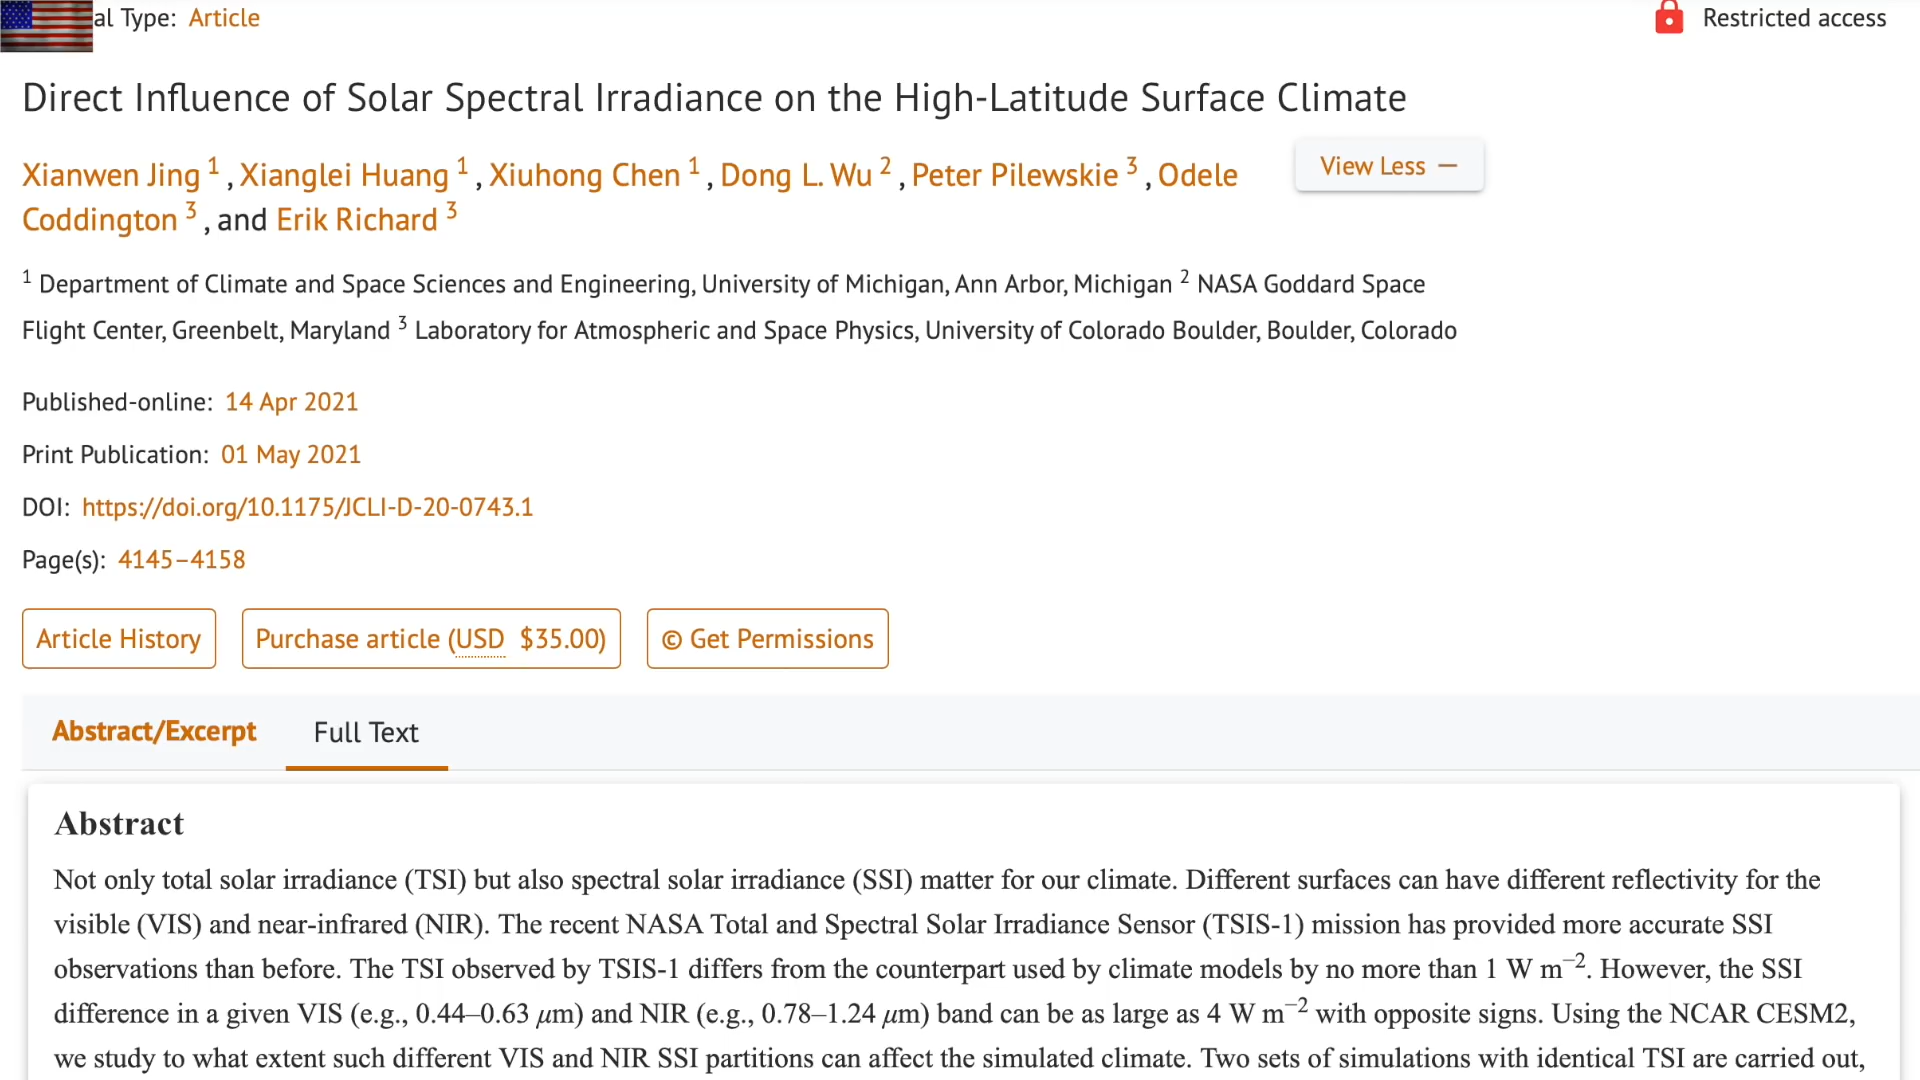 al Type: Article
Restricted access
Direct Influence of Solar Spectral Irradiance on the High-Latitude Surface Climate
Xianwen Jing 1 , Xianglei Huang 1 , Xiuhong Chen 1 , Dong L. Wu 2 , Peter Pilewskie 3 , Odele
Coddington 3 , and Erik Richard 3
View Less —
1 Department of Climate and Space Sciences and Engineering, University of Michigan, Ann Arbor, Michigan 2 NASA Goddard Space
Flight Center, Greenbelt, Maryland 3 Laboratory for Atmospheric and Space Physics, University of Colorado Boulder, Boulder, Colorado
Published-online: 14 Apr 2021
Print Publication: 01 May 2021
DOI: https://doi.org/10.1175/JCLI-D-20-0743.1
Page(s): 4145–4158
Article History
Purchase article (USD $35.00)
© Get Permissions
Abstract/Excerpt
Full Text
Abstract
Not only total solar irradiance (TSI) but also spectral solar irradiance (SSI) matter for our climate. Different surfaces can have different reflectivity for the
visible (VIS) and near-infrared (NIR). The recent NASA Total and Spectral Solar Irradiance Sensor (TSIS-1) mission has provided more accurate SSI
observations than before. The TSI observed by TSIS-1 differs from the counterpart used by climate models by no more than 1 W m−2. However, the SSI
difference in a given VIS (e.g., 0.44–0.63 μm) and NIR (e.g., 0.78–1.24 μm) band can be as large as 4 W m−2 with opposite signs. Using the NCAR CESM2,
we study to what extent such different VIS and NIR SSI partitions can affect the simulated climate. Two sets of simulations with identical TSI are carried out,